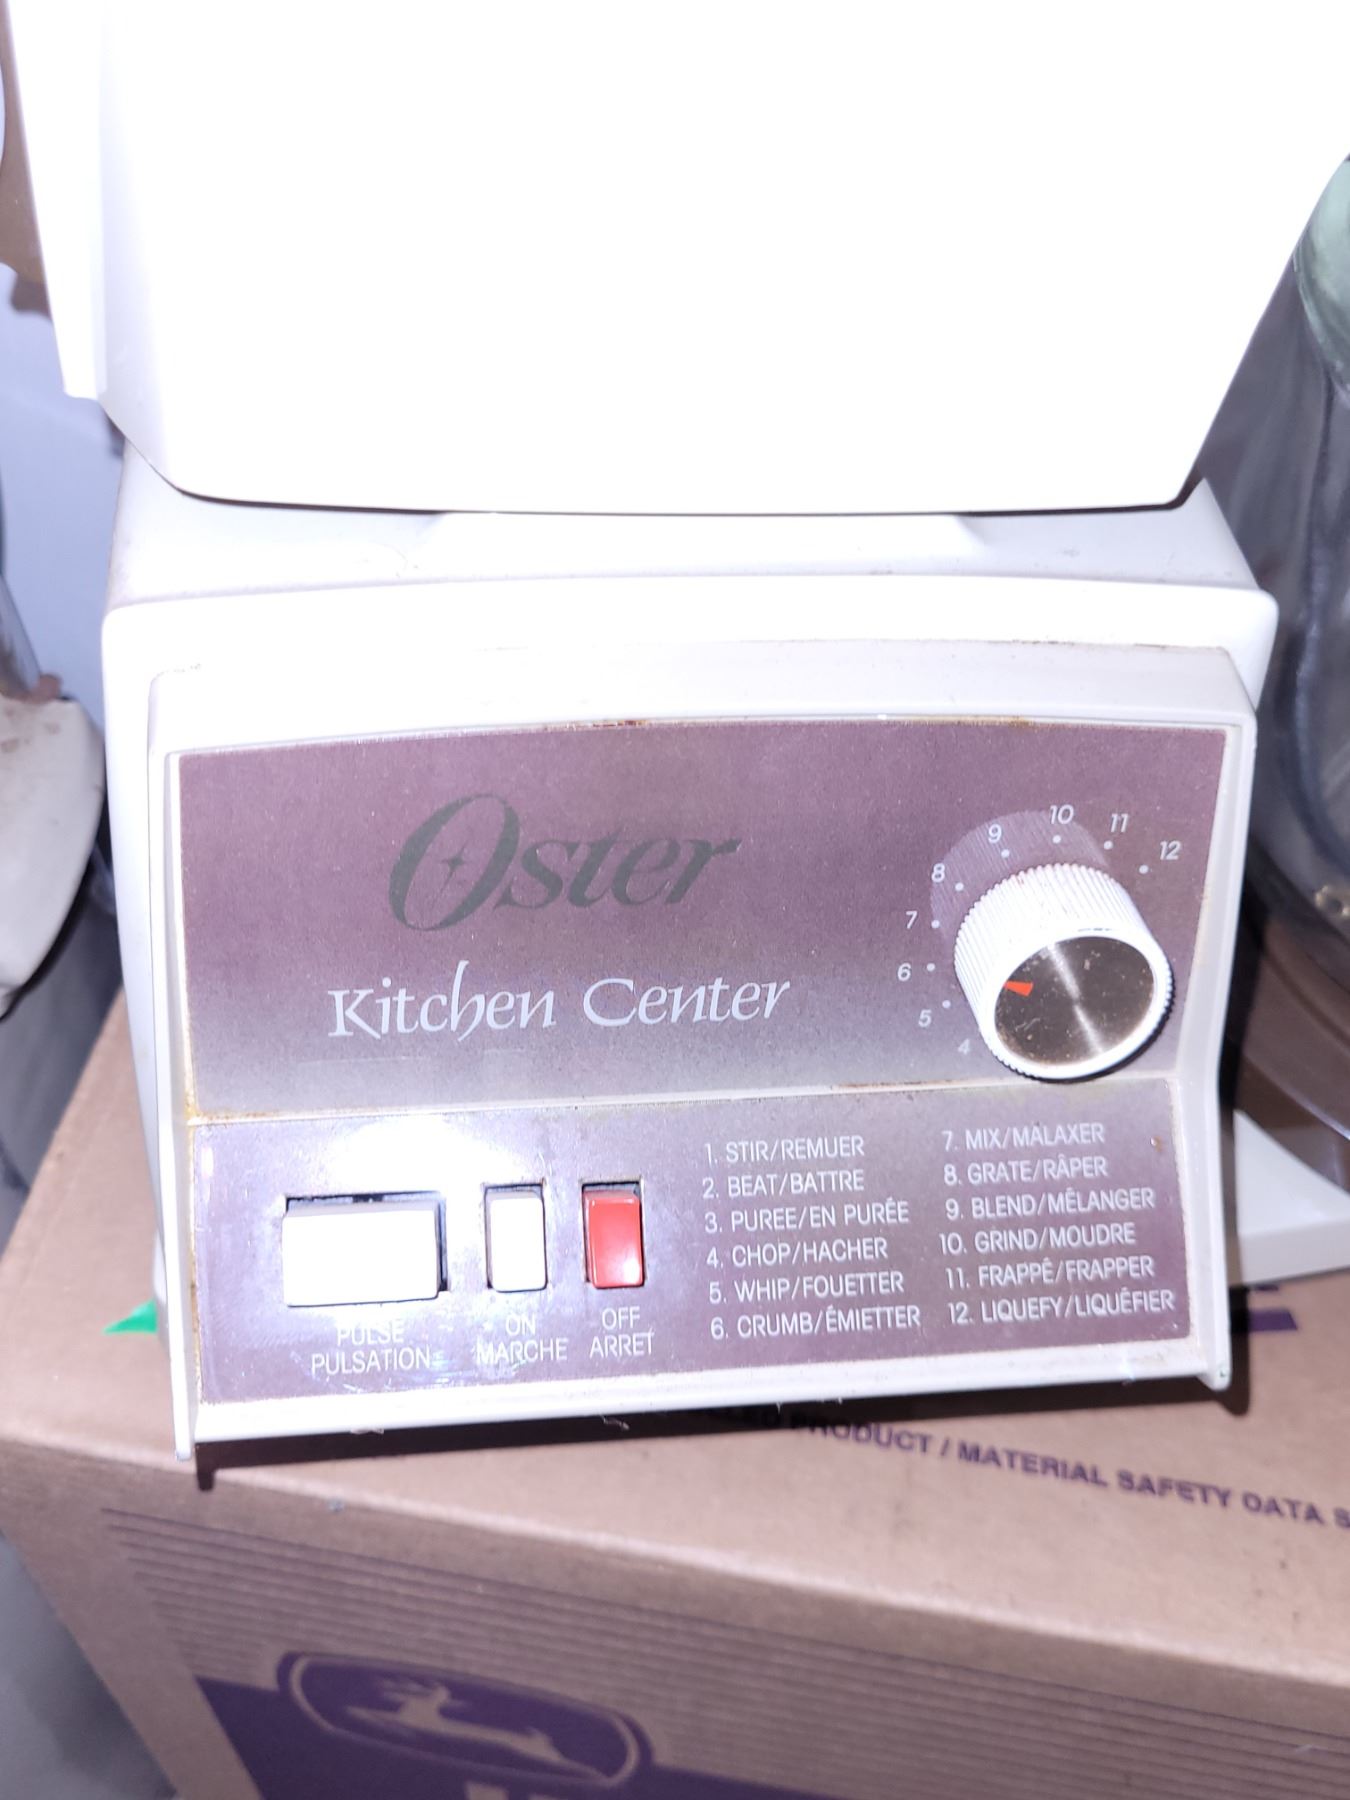 Oster
Kitchen Center
4
5
6
7
8
9
10
11
12
PULSE
PULSATION
ON
MARCHE
OFF
ARRET
1. STIR/REMUER
2. BEAT/BATTRE
3. PUREE/EN PURÉE
4. CHOP/HACHER
5. WHIP/FOUETTER
6. CRUMB/ÉMIETTER
7. MIX/MALAXER
8. GRATE/RÂPER
9. BLEND/MÉLANGER
10. GRIND/MOUDRE
11. FRAPPÉ/FRAPPER
12. LIQUEFY/LIQUÉFIER
PRODUCT / MATERIAL SAFETY DATA